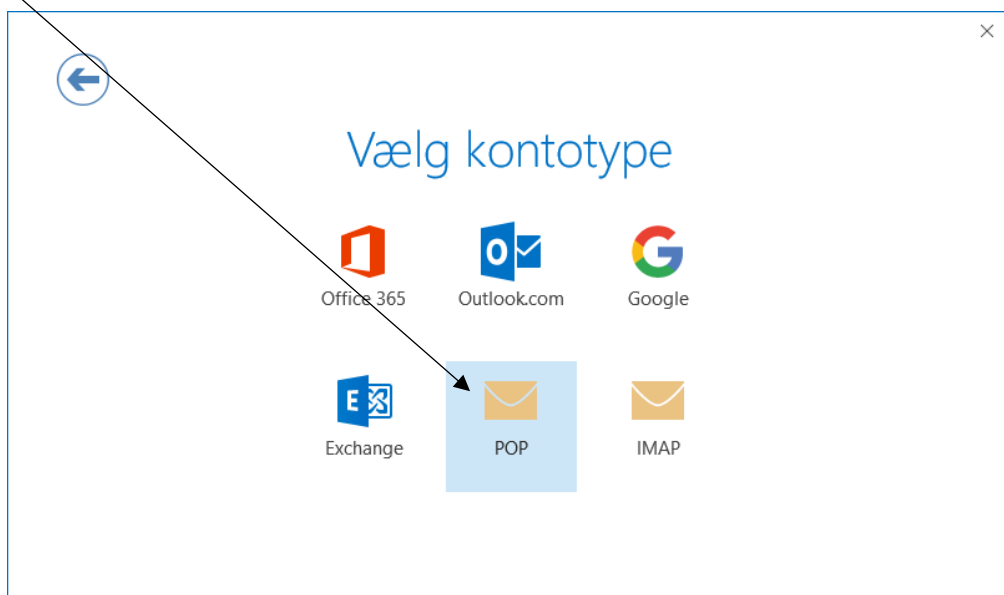 Vælg kontotype
Office 365
Outlook.com
Google
Exchange
POP
IMAP